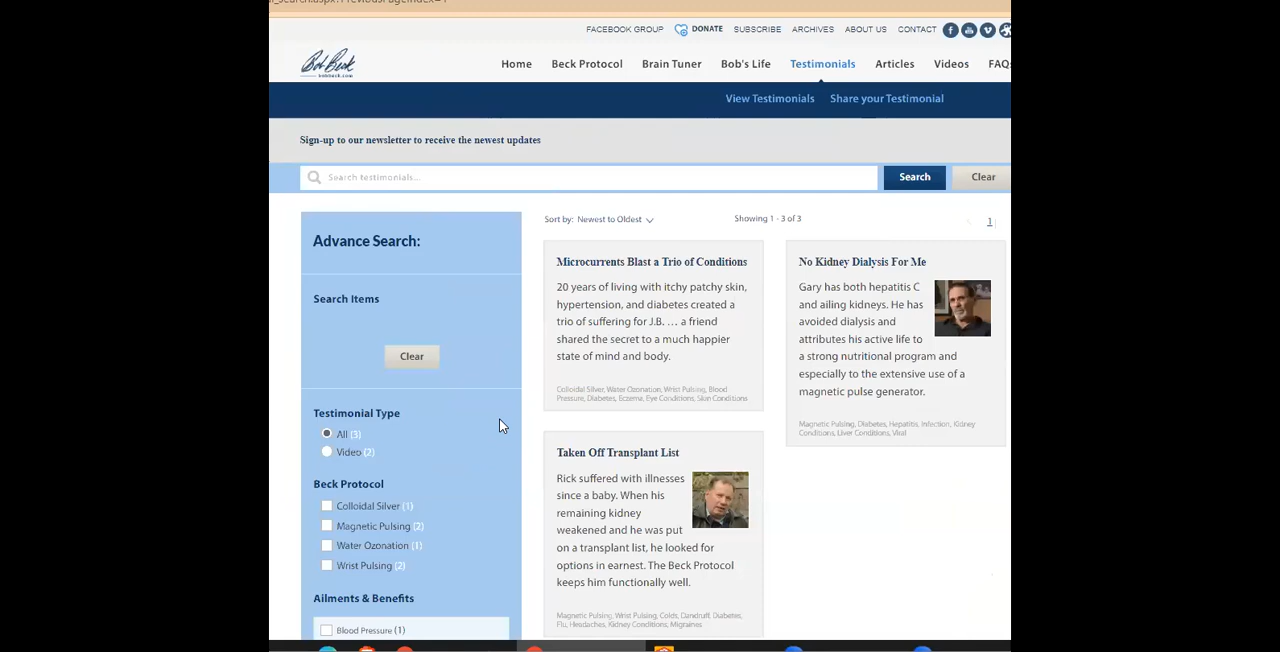 FACEBOOK GROUP DONATE SUBSCRIBE ARCHIVES ABOUT US CONTACT
Bob Beck
bobbeck.com
Home Beck Protocol Brain Tuner Bob's Life Testimonials Articles Videos FAQs
View Testimonials Share your Testimonial
Sign-up to our newsletter to receive the newest updates
Search testimonials...
Search
Clear
Advance Search:
Search Items
Clear
Testimonial Type
All (3)
Video (2)
Beck Protocol
Colloidal Silver (1)
Magnetic Pulsing (2)
Water Ozonation (1)
Wrist Pulsing (2)
Ailments & Benefits
Blood Pressure (1)
Sort by: Newest to Oldest
Showing 1 - 3 of 3
1
Microcurrents Blast a Trio of Conditions
20 years of living with itchy patchy skin,
hypertension, and diabetes created a
trio of suffering for J.B. ... a friend
shared the secret to a much happier
state of mind and body.
Colloidal Silver, Water Ozonation, Wrist Pulsing, Blood
Pressure, Diabetes, Eczema, Eye Conditions, Skin Conditions
No Kidney Dialysis For Me
Gary has both hepatitis C
and ailing kidneys. He has
avoided dialysis and
attributes his active life to
a strong nutritional program and
especially to the extensive use of a
magnetic pulse generator.
Magnetic Pulsing, Diabetes, Hepatitis, Infection, Kidney
Conditions, Liver Conditions, Viral
Taken Off Transplant List
Rick suffered with illnesses
since a baby. When his
remaining kidney
weakened and he was put
on a transplant list, he looked for
options in earnest. The Beck Protocol
keeps him functionally well.
Magnetic Pulsing, Wrist Pulsing, Colds, Dandruff, Diabetes,
Flu, Headaches, Kidney Conditions, Migraines